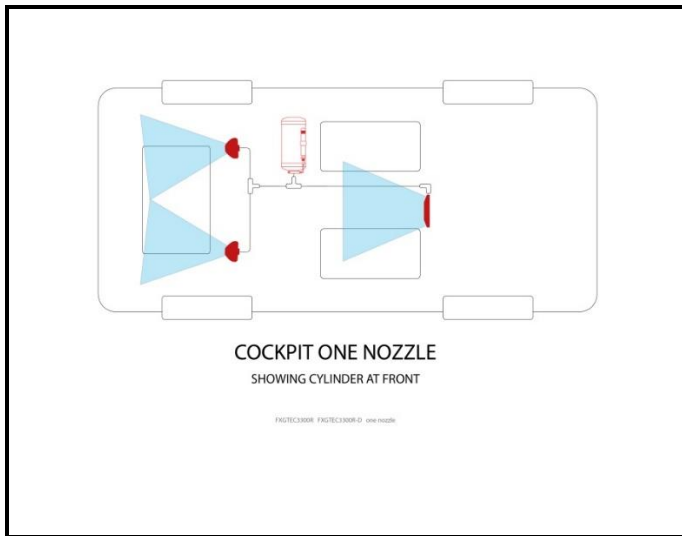 COCKPIT ONE NOZZLE
SHOWING CYLINDER AT FRONT
FXGTEC3300R FXGTEC3300R-D one nozzle